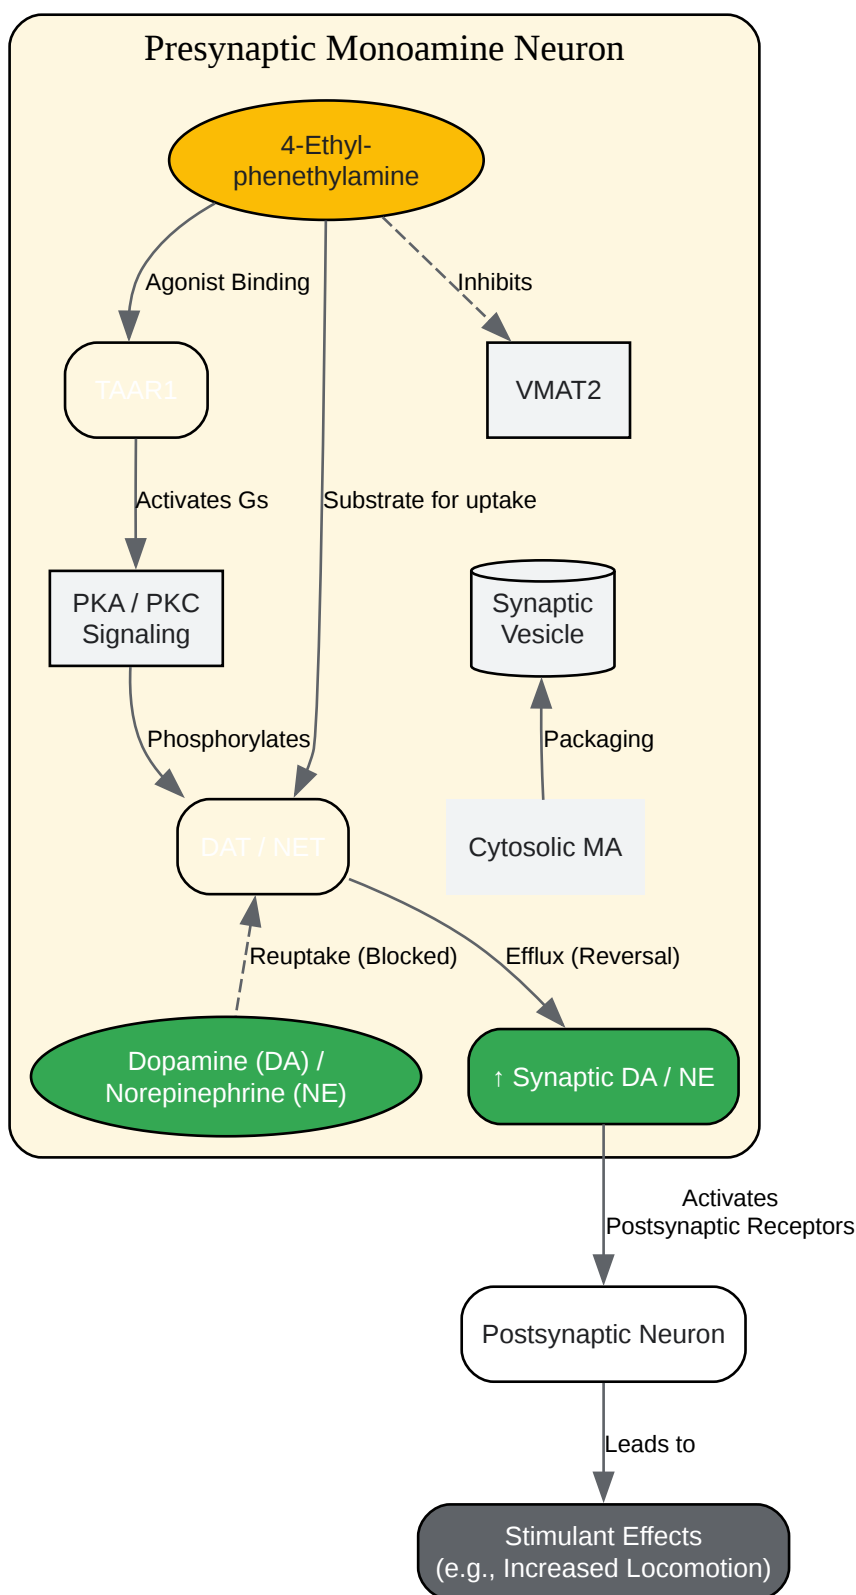 Presynaptic Monoamine Neuron
4-Ethyl-
phenethylamine
Agonist Binding
Inhibits
TAAR1
VMAT2
Activates Gs
Substrate for uptake
PKA / PKC
Signaling
Synaptic
Vesicle
Phosphorylates
Packaging
DAT / NET
Cytosolic MA
Reuptake (Blocked)
Efflux (Reversal)
Dopamine (DA) /
Norepinephrine (NE)
↑ Synaptic DA / NE
Activates
Postsynaptic Receptors
Postsynaptic Neuron
Leads to
Stimulant Effects
(e.g., Increased Locomotion)